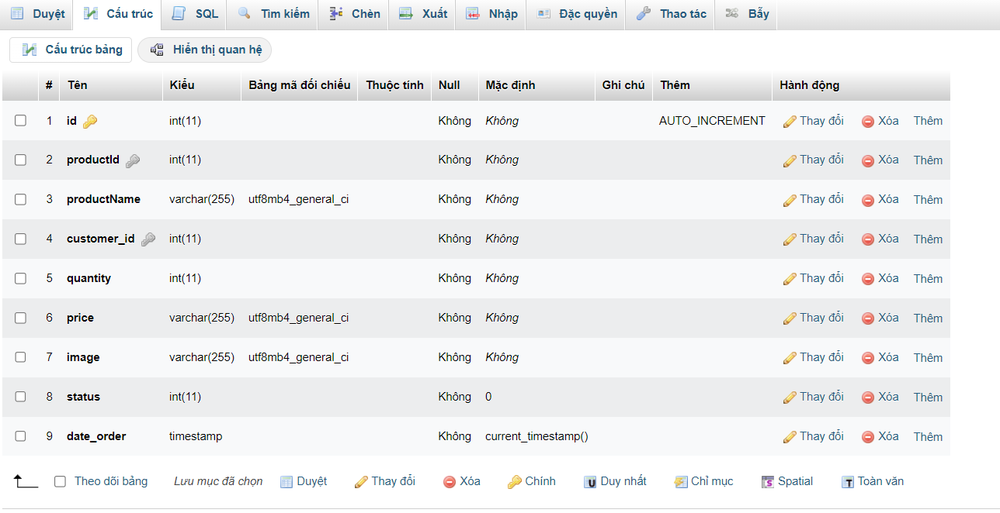 Duyệt Cấu trúc SQL Tìm kiếm Chèn Xuất Nhập Đặc quyền Thao tác Bẫy
Cấu trúc bảng Hiển thị quan hệ
# Tên Kiểu Bảng mã đối chiếu Thuộc tính Null Mặc định Ghi chú Thêm Hành động
1 id int(11) Không Không AUTO_INCREMENT Thay đổi Xóa Thêm
2 productId int(11) Không Không Thay đổi Xóa Thêm
3 productName varchar(255) utf8mb4_general_ci Không Không Thay đổi Xóa Thêm
4 customer_id int(11) Không Không Thay đổi Xóa Thêm
5 quantity int(11) Không Không Thay đổi Xóa Thêm
6 price varchar(255) utf8mb4_general_ci Không Không Thay đổi Xóa Thêm
7 image varchar(255) utf8mb4_general_ci Không Không Thay đổi Xóa Thêm
8 status int(11) Không 0 Thay đổi Xóa Thêm
9 date_order timestamp Không current_timestamp() Thay đổi Xóa Thêm
Theo dõi bảng Lưu mục đã chọn Duyệt Thay đổi Xóa Chính U Duy nhất Chỉ mục S Spatial T Toàn văn